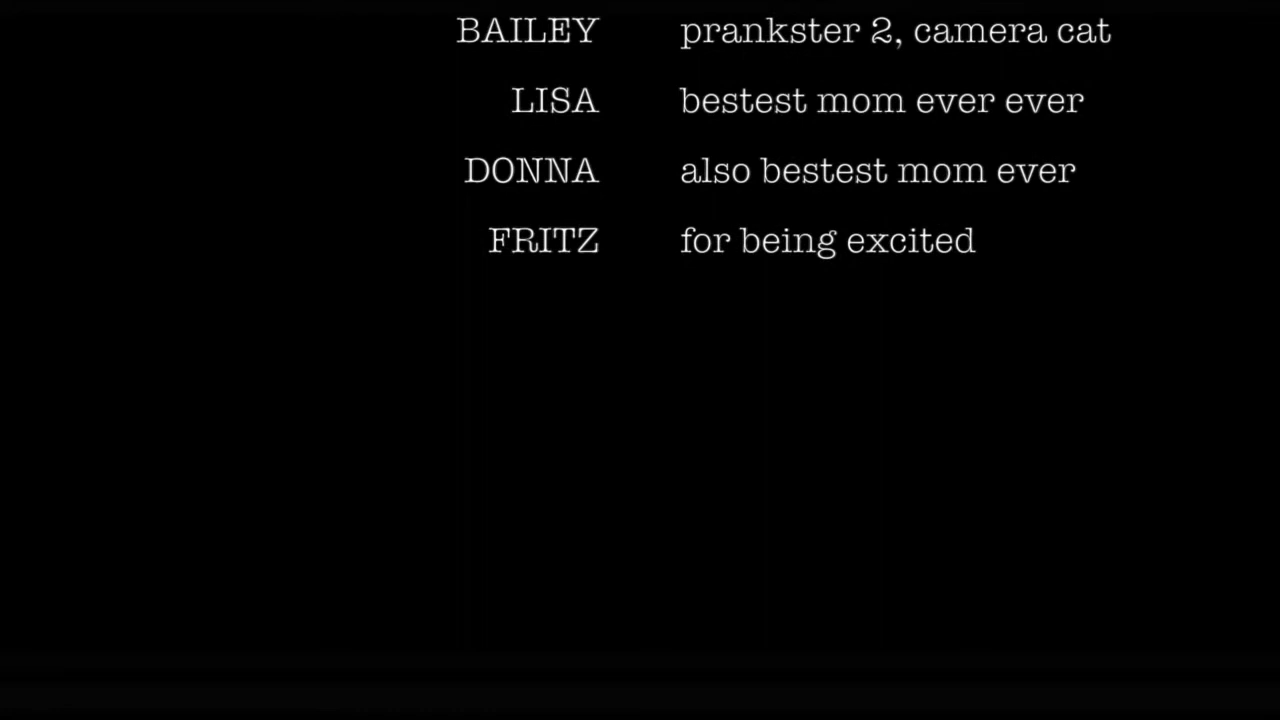 BAILEY prankster 2, camera cat
LISA bestest mom ever ever
DONNA also bestest mom ever
FRITZ for being excited